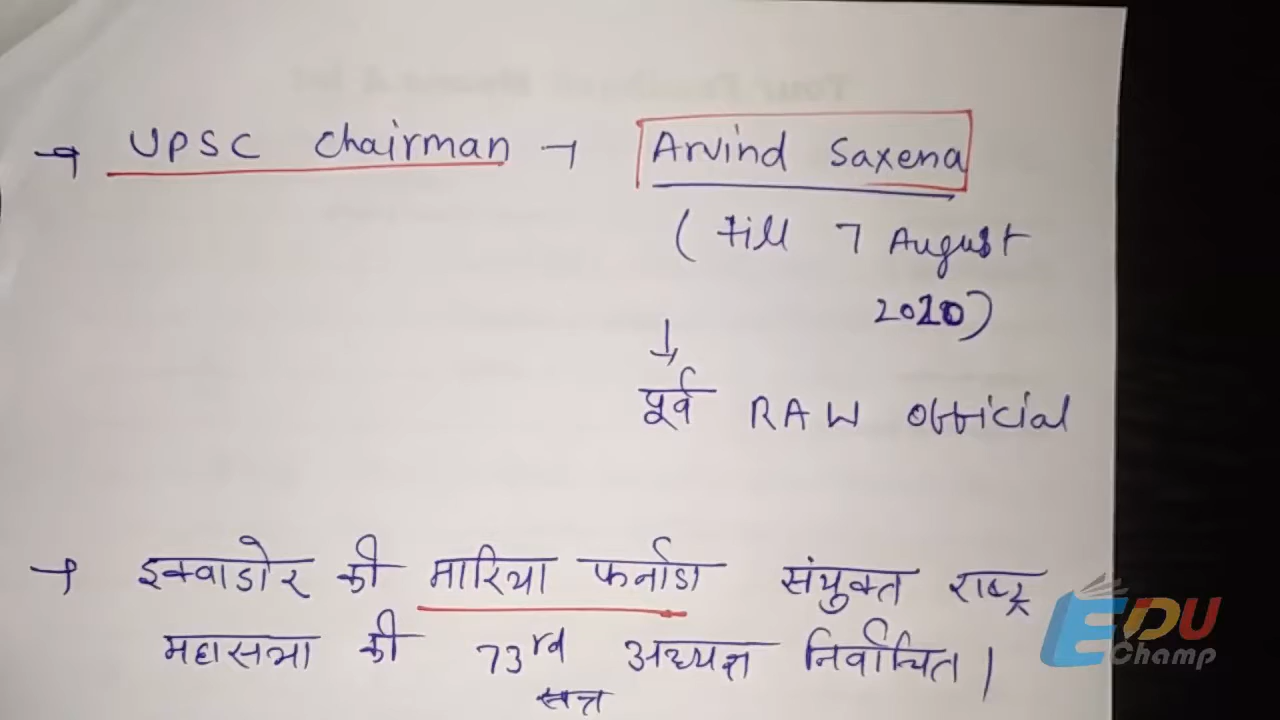 → UPSC Chairman → Arvind Saxena
(till 7 August
2020)
↓
पूर्व RAW Official
→ इक्वाडोर की मारिया फर्नाडा संयुक्त राष्ट्र
महासभा की 73rd अध्यक्ष निर्वाचित।
सत्र
EDU
Champ